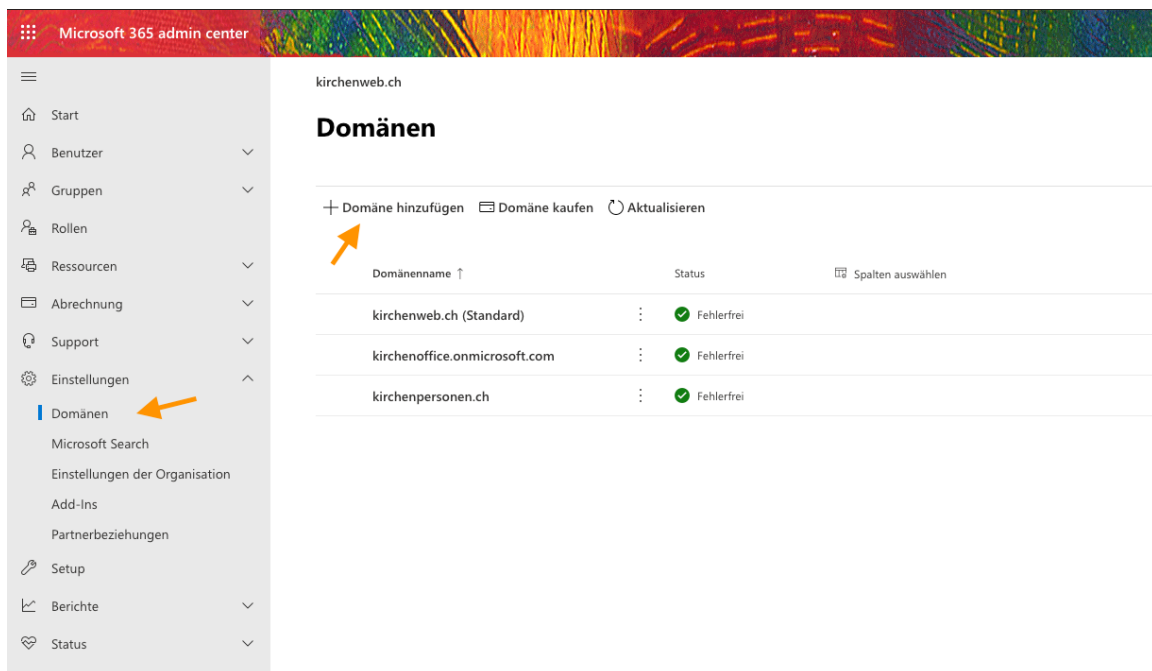 Microsoft 365 admin center
kirchenweb.ch
Start
Domänen
Benutzer
Gruppen
Rollen
Ressourcen
Abrechnung
Support
Einstellungen
Domänen
Microsoft Search
Einstellungen der Organisation
Add-Ins
Partnerbeziehungen
Setup
Berichte
Status
Domäne hinzufügen Domäne kaufen Aktualisieren
Domänenname ↑ Status Spalten auswählen
kirchenweb.ch (Standard) Fehlerfrei
kirchenoffice.onmicrosoft.com Fehlerfrei
kirchenpersonen.ch Fehlerfrei